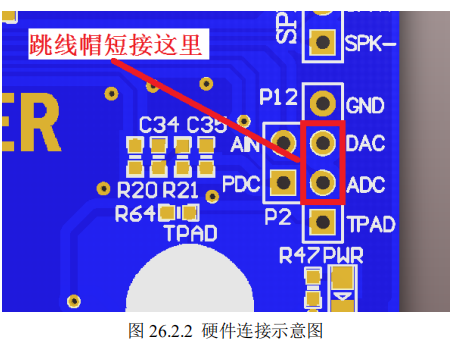 SP
SPK-
跳线帽短接这里
P12
GND
ER
C34
C35
AIN
DAC
R20
R21
PDC
ADC
R64
P2
TPAD
TPAD
R47
PWR
图 26.2.2 硬件连接示意图